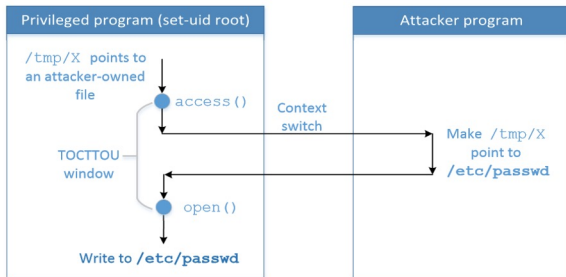 Privileged program (set-uid root)
Attacker program
/tmp/X points to
an attacker-owned
file
access()
Context
switch
Make /tmp/X
point to
/etc/passwd
TOCTTOU
window
open()
Write to /etc/passwd